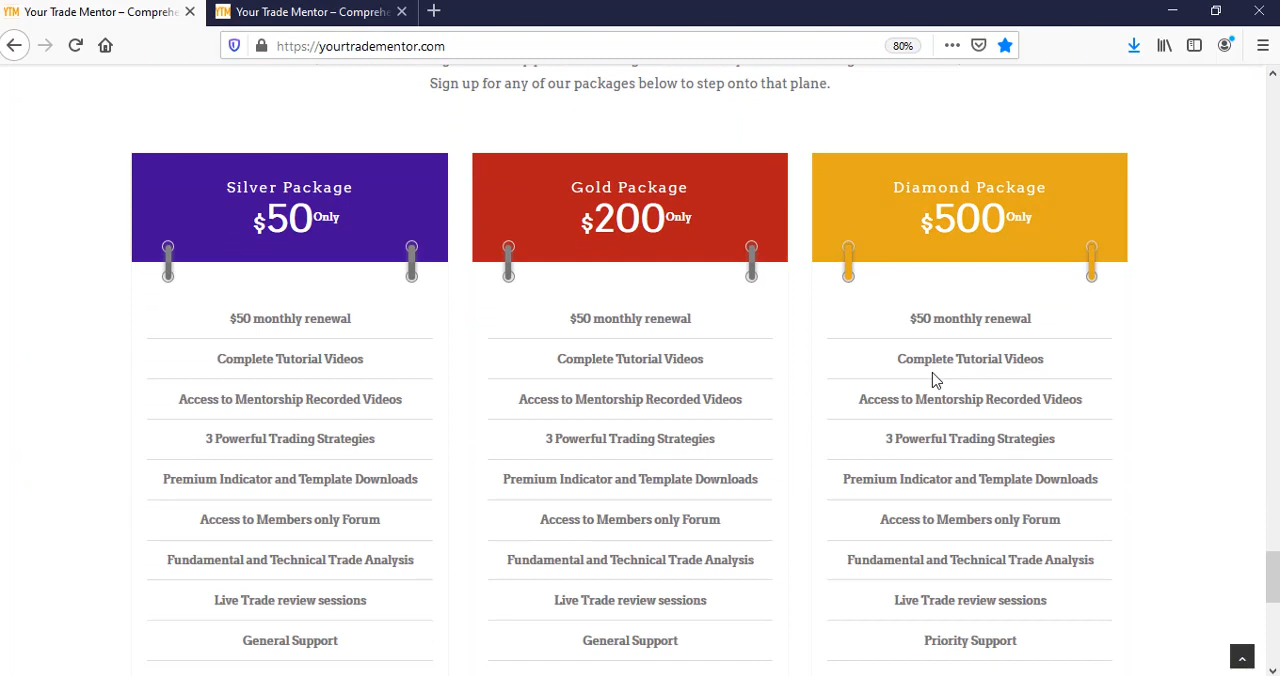 Your Trade Mentor – Comprehe
Your Trade Mentor – Comprehe
https://yourtradementor.com
80%
Sign up for any of our packages below to step onto that plane.
Silver Package
$50 Only
$50 monthly renewal
Complete Tutorial Videos
Access to Mentorship Recorded Videos
3 Powerful Trading Strategies
Premium Indicator and Template Downloads
Access to Members only Forum
Fundamental and Technical Trade Analysis
Live Trade review sessions
General Support
Gold Package
$200 Only
$50 monthly renewal
Complete Tutorial Videos
Access to Mentorship Recorded Videos
3 Powerful Trading Strategies
Premium Indicator and Template Downloads
Access to Members only Forum
Fundamental and Technical Trade Analysis
Live Trade review sessions
General Support
Diamond Package
$500 Only
$50 monthly renewal
Complete Tutorial Videos
Access to Mentorship Recorded Videos
3 Powerful Trading Strategies
Premium Indicator and Template Downloads
Access to Members only Forum
Fundamental and Technical Trade Analysis
Live Trade review sessions
Priority Support